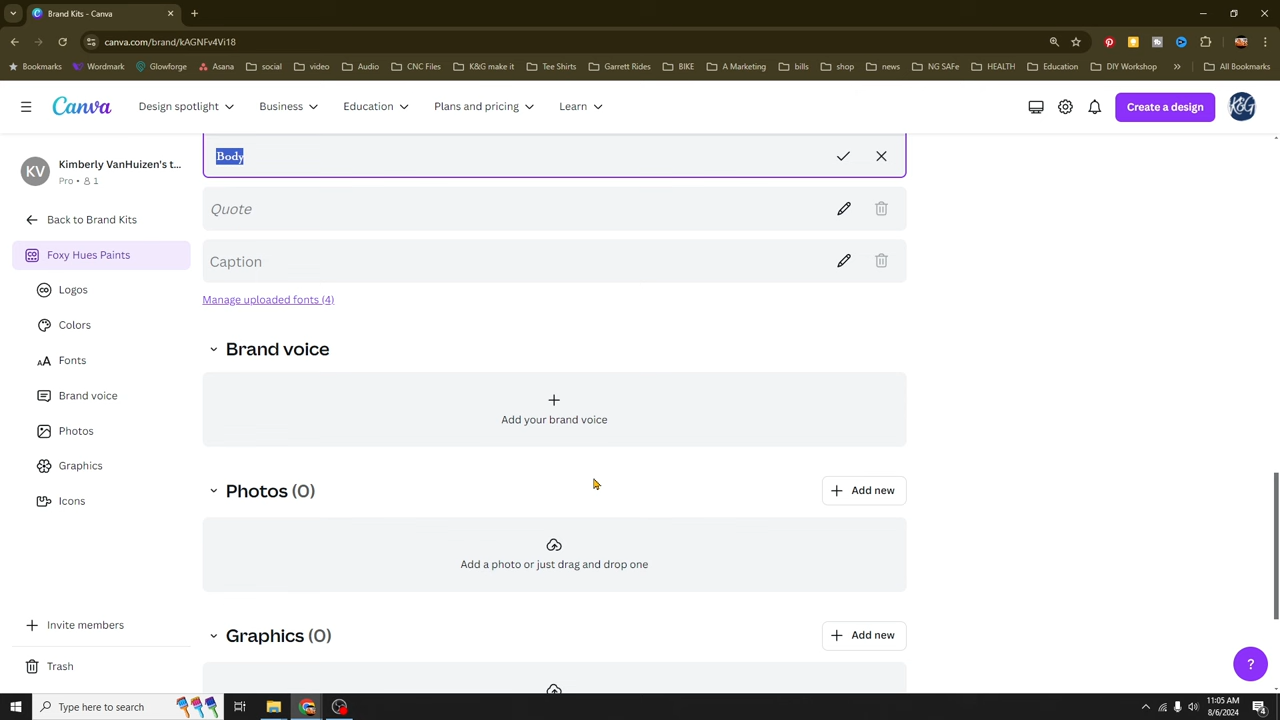 Brand Kits - Canva
canva.com/brand/kAGNFv4Vi18
Bookmarks Wordmark Glowforge Asana social video Audio CNC Files K&G make it Tee Shirts Garrett Rides BIKE A Marketing bills shop news NG SAFe HEALTH Education DIY Workshop » All Bookmarks
Canva Design spotlight Business Education Plans and pricing Learn Create a design K&G
KV Kimberly VanHuizen's t...
Pro • 1
Back to Brand Kits
Foxy Hues Paints
Logos
Colors
Fonts
Brand voice
Photos
Graphics
Icons
Invite members
Trash
Body
Quote
Caption
Manage uploaded fonts (4)
Brand voice
Add your brand voice
Photos (0) Add new
Add a photo or just drag and drop one
Graphics (0) Add new
?
Type here to search
11:05 AM
8/6/2024
4